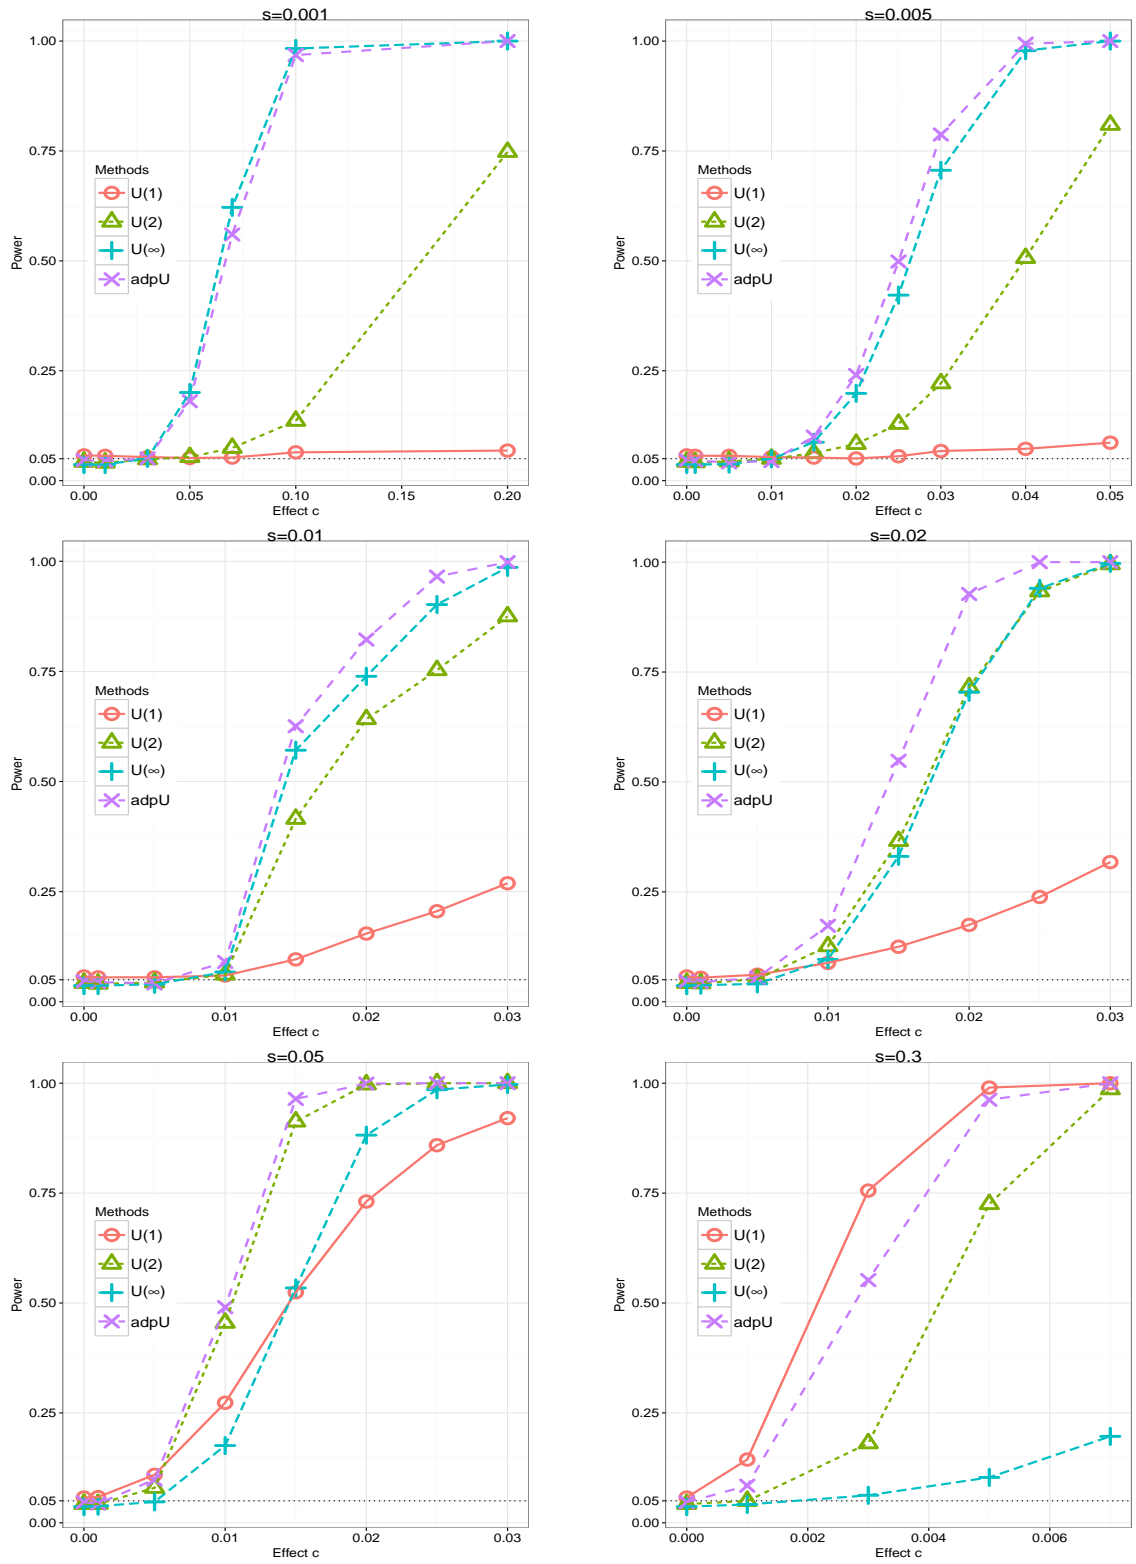 s=0.001
1.00
0.75
0.50
0.25
0.05
0.00
Power
Methods
U(1)
U(2)
U(∞)
adpU
0.00 0.05 0.10 0.15 0.20
Effect c
s=0.005
1.00
0.75
0.50
0.25
0.05
0.00
Power
Methods
U(1)
U(2)
U(∞)
adpU
0.00 0.01 0.02 0.03 0.04 0.05
Effect c
s=0.01
1.00
0.75
0.50
0.25
0.05
0.00
Power
Methods
U(1)
U(2)
U(∞)
adpU
0.00 0.01 0.02 0.03
Effect c
s=0.02
1.00
0.75
0.50
0.25
0.05
0.00
Power
Methods
U(1)
U(2)
U(∞)
adpU
0.00 0.01 0.02 0.03
Effect c
s=0.05
1.00
0.75
0.50
0.25
0.05
0.00
Power
Methods
U(1)
U(2)
U(∞)
adpU
0.00 0.01 0.02 0.03
Effect c
s=0.3
1.00
0.75
0.50
0.25
0.05
0.00
Power
Methods
U(1)
U(2)
U(∞)
adpU
0.000 0.002 0.004 0.006
Effect c